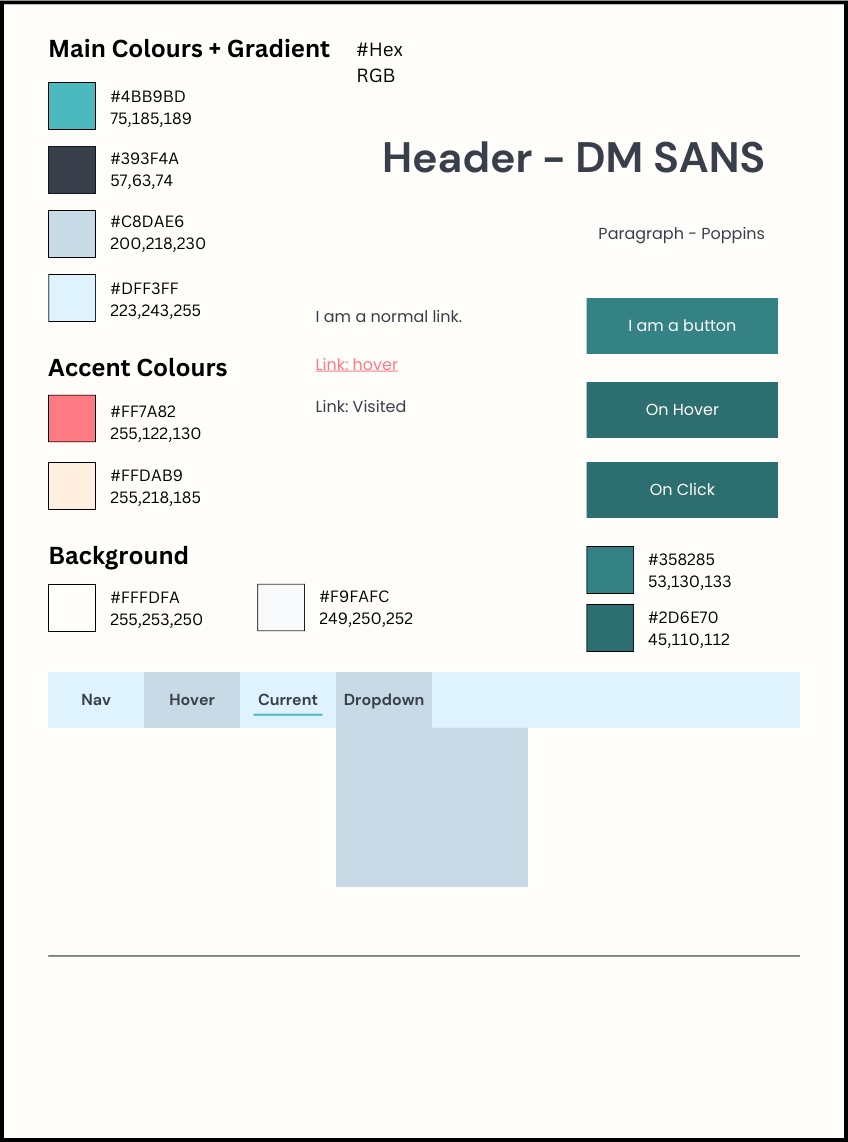 Main Colours + Gradient
#Hex
RGB
#4BB9BD
75,185,189
#393F4A
57,63,74
#C8DAE6
200,218,230
#DFF3FF
223,243,255
Header - DM SANS
Paragraph - Poppins
I am a normal link.
Link: hover
Link: Visited
I am a button
On Hover
On Click
Accent Colours
#FF7A82
255,122,130
#FFDAB9
255,218,185
Background
#FFFDFA
255,253,250
#F9FAFC
249,250,252
#358285
53,130,133
#2D6E70
45,110,112
Nav
Hover
Current
Dropdown